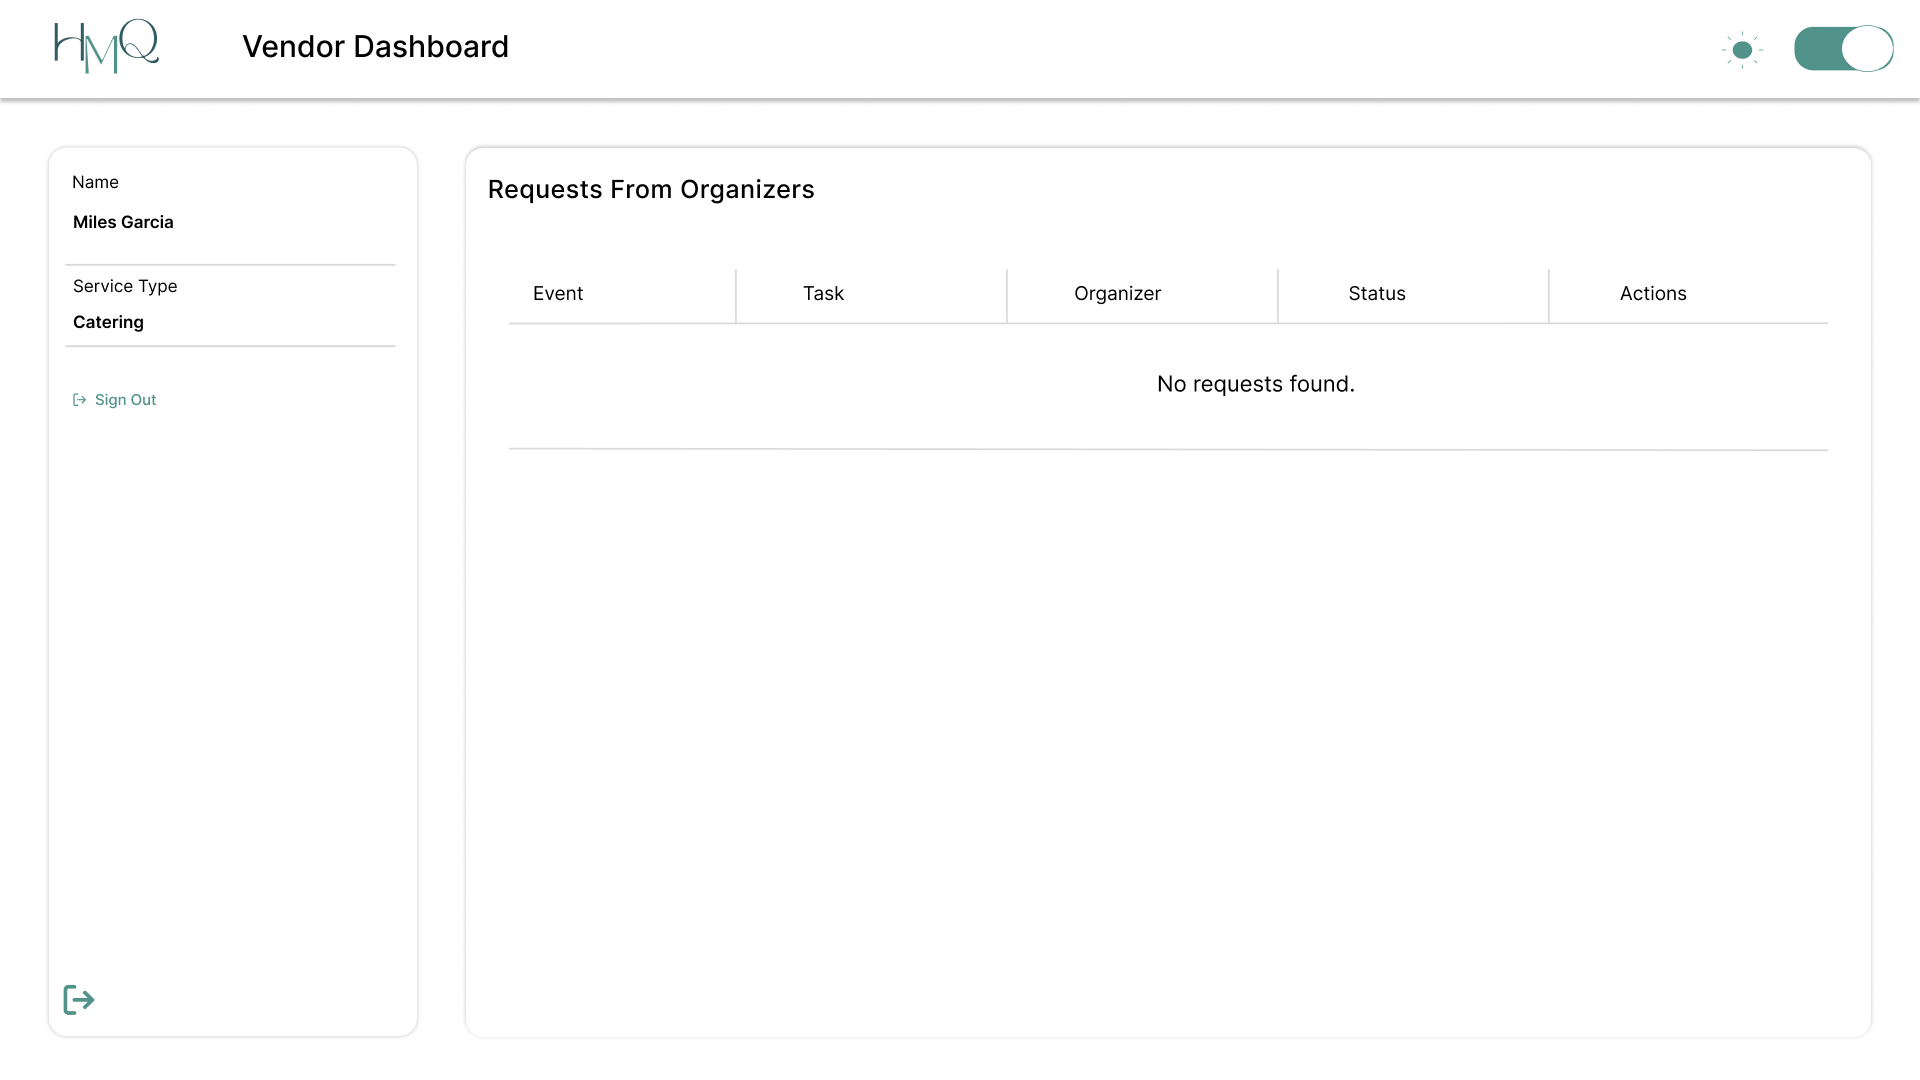 HMQ
Vendor Dashboard
Name
Miles Garcia
Service Type
Catering
Sign Out
Requests From Organizers
Event Task Organizer Status Actions
No requests found.